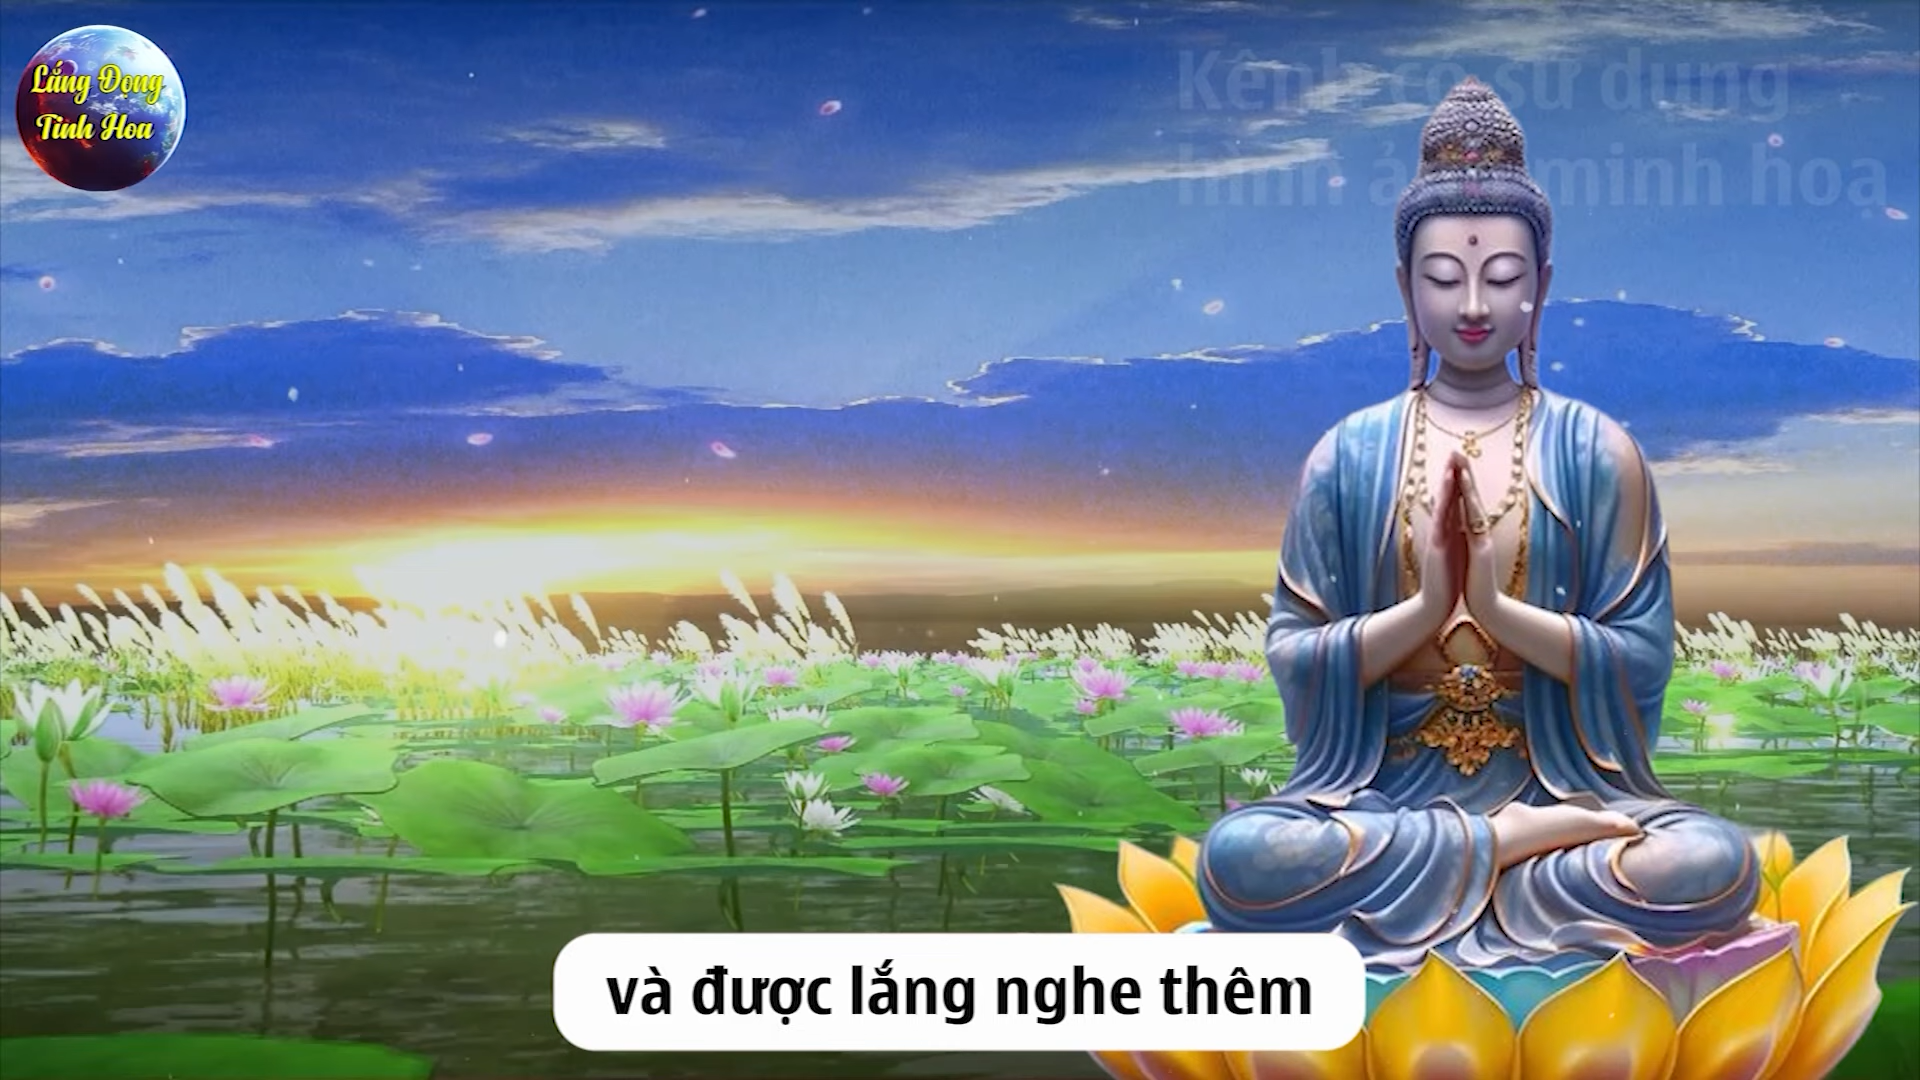 Lắng Đọng
Tinh Hoa
Kênh có sử dụng
hình ảnh minh hoạ
và được lắng nghe thêm